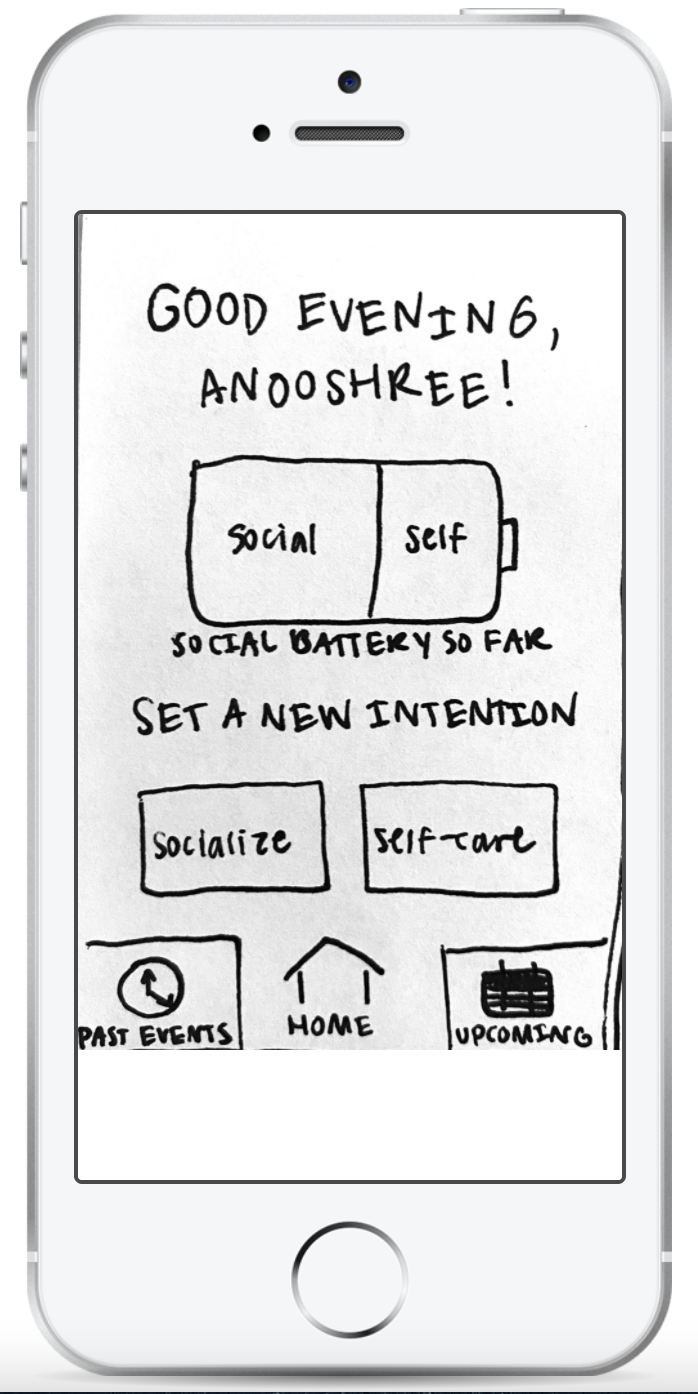 GOOD EVENING,
ANOOSHREE!
Social Self
SOCIAL BATTERY SO FAR
SET A NEW INTENTION
Socialize self-care
PAST EVENTS HOME UPCOMING